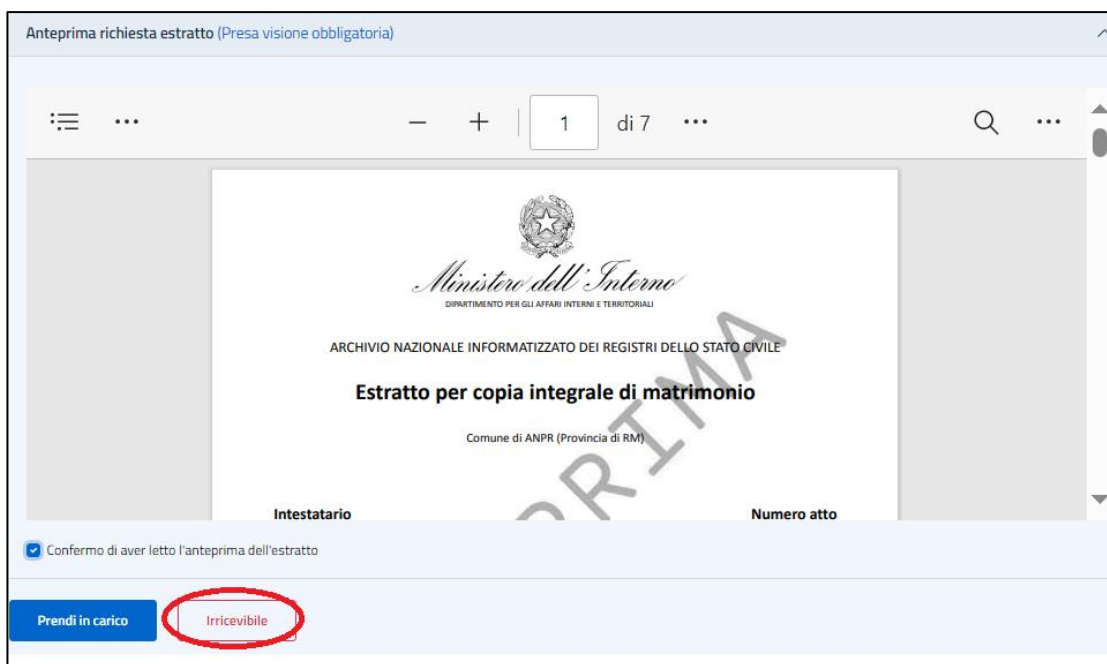 Anteprima richiesta estratto (Presa visione obbligatoria)
1 di 7
Ministero dell'Interno
DIPARTIMENTO PER GLI AFFARI INTERNI E TERRITORIALI
ARCHIVIO NAZIONALE INFORMATIZZATO DEI REGISTRI DELLO STATO CIVILE
Estratto per copia integrale di matrimonio
Comune di ANPR (Provincia di RM)
PRIMA
Intestatario Numero atto
Confermo di aver letto l'anteprima dell'estratto
Prendi in carico Irricevibile